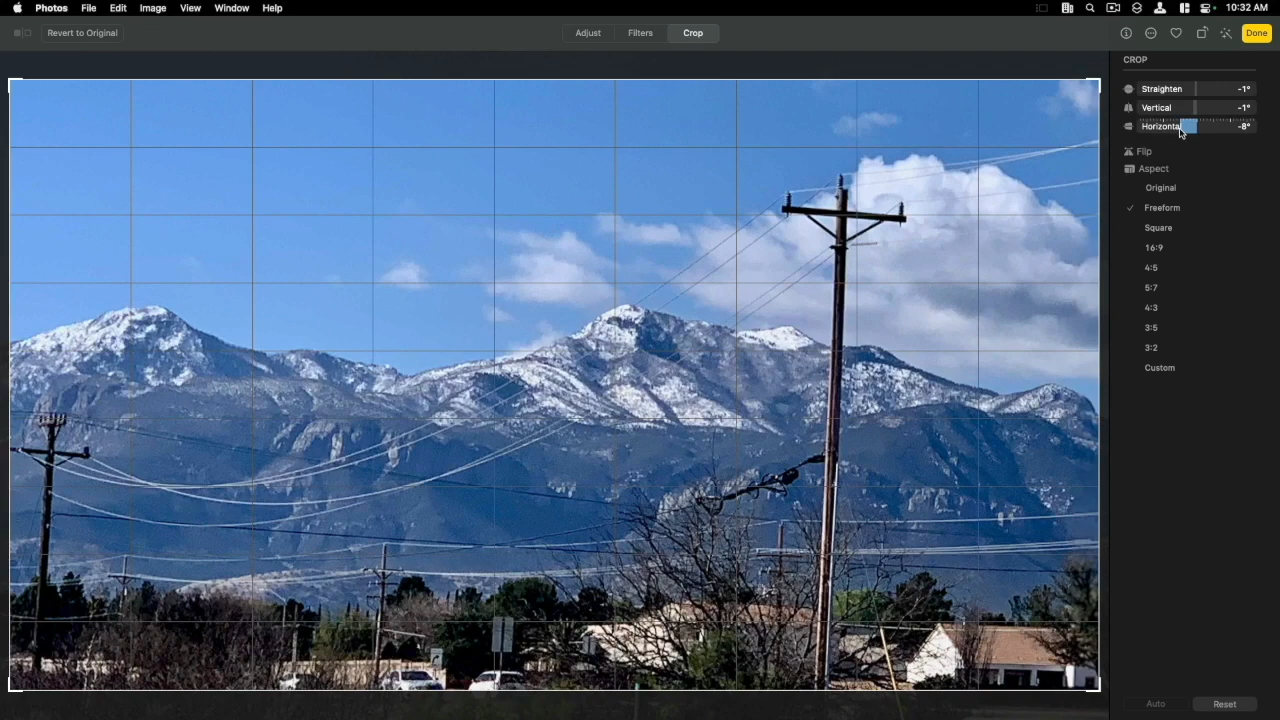 Photos File Edit Image View Window Help 10:32 AM
Revert to Original Adjust Filters Crop Done
CROP
Straighten -1°
Vertical -1°
Horizontal -8°
Flip
Aspect
Original
Freeform
Square
16:9
4:5
5:7
4:3
3:5
3:2
Custom
Auto Reset